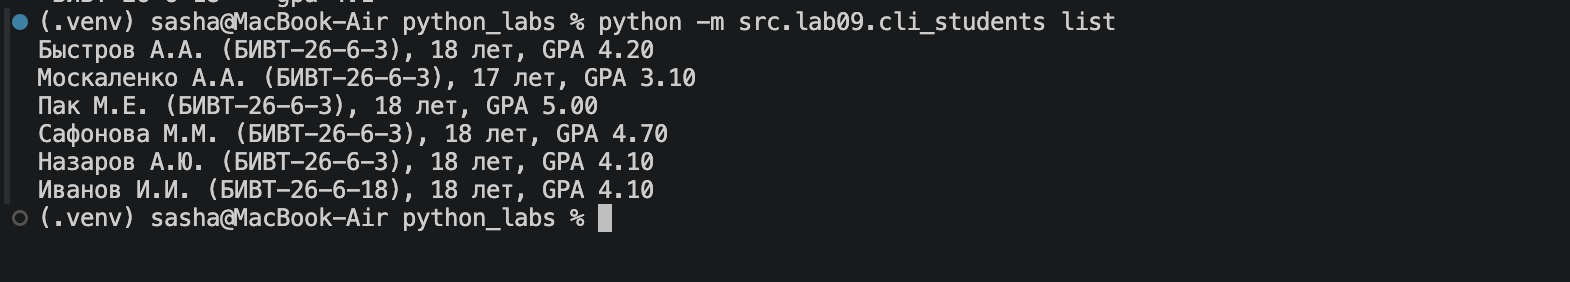 (.venv) sasha@MacBook-Air python_labs % python -m src.lab09.cli_students list
Быстров А.А. (БИВТ-26-6-3), 18 лет, GPA 4.20
Москаленко А.А. (БИВТ-26-6-3), 17 лет, GPA 3.10
Пак М.Е. (БИВТ-26-6-3), 18 лет, GPA 5.00
Сафонова М.М. (БИВТ-26-6-3), 18 лет, GPA 4.70
Назаров А.Ю. (БИВТ-26-6-3), 18 лет, GPA 4.10
Иванов И.И. (БИВТ-26-6-18), 18 лет, GPA 4.10
(.venv) sasha@MacBook-Air python_labs %